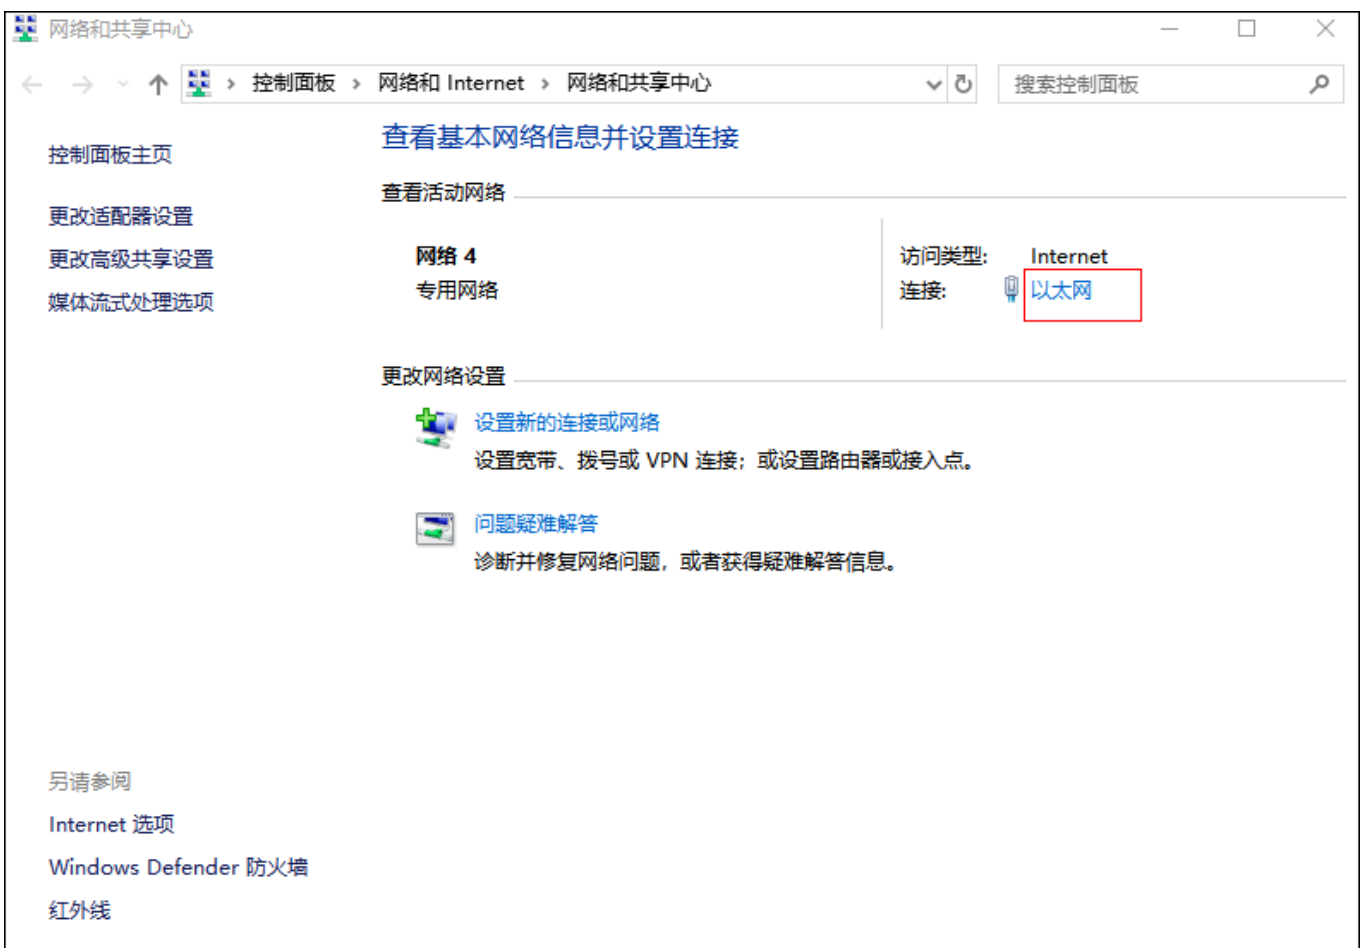 网络和共享中心
控制面板 > 网络和 Internet > 网络和共享中心
搜索控制面板
控制面板主页
更改适配器设置
更改高级共享设置
媒体流式处理选项
查看基本网络信息并设置连接
查看活动网络
网络 4
专用网络
访问类型: Internet
连接: 以太网
更改网络设置
设置新的连接或网络
设置宽带、拨号或 VPN 连接；或设置路由器或接入点。
问题疑难解答
诊断并修复网络问题，或者获得疑难解答信息。
另请参阅
Internet 选项
Windows Defender 防火墙
红外线